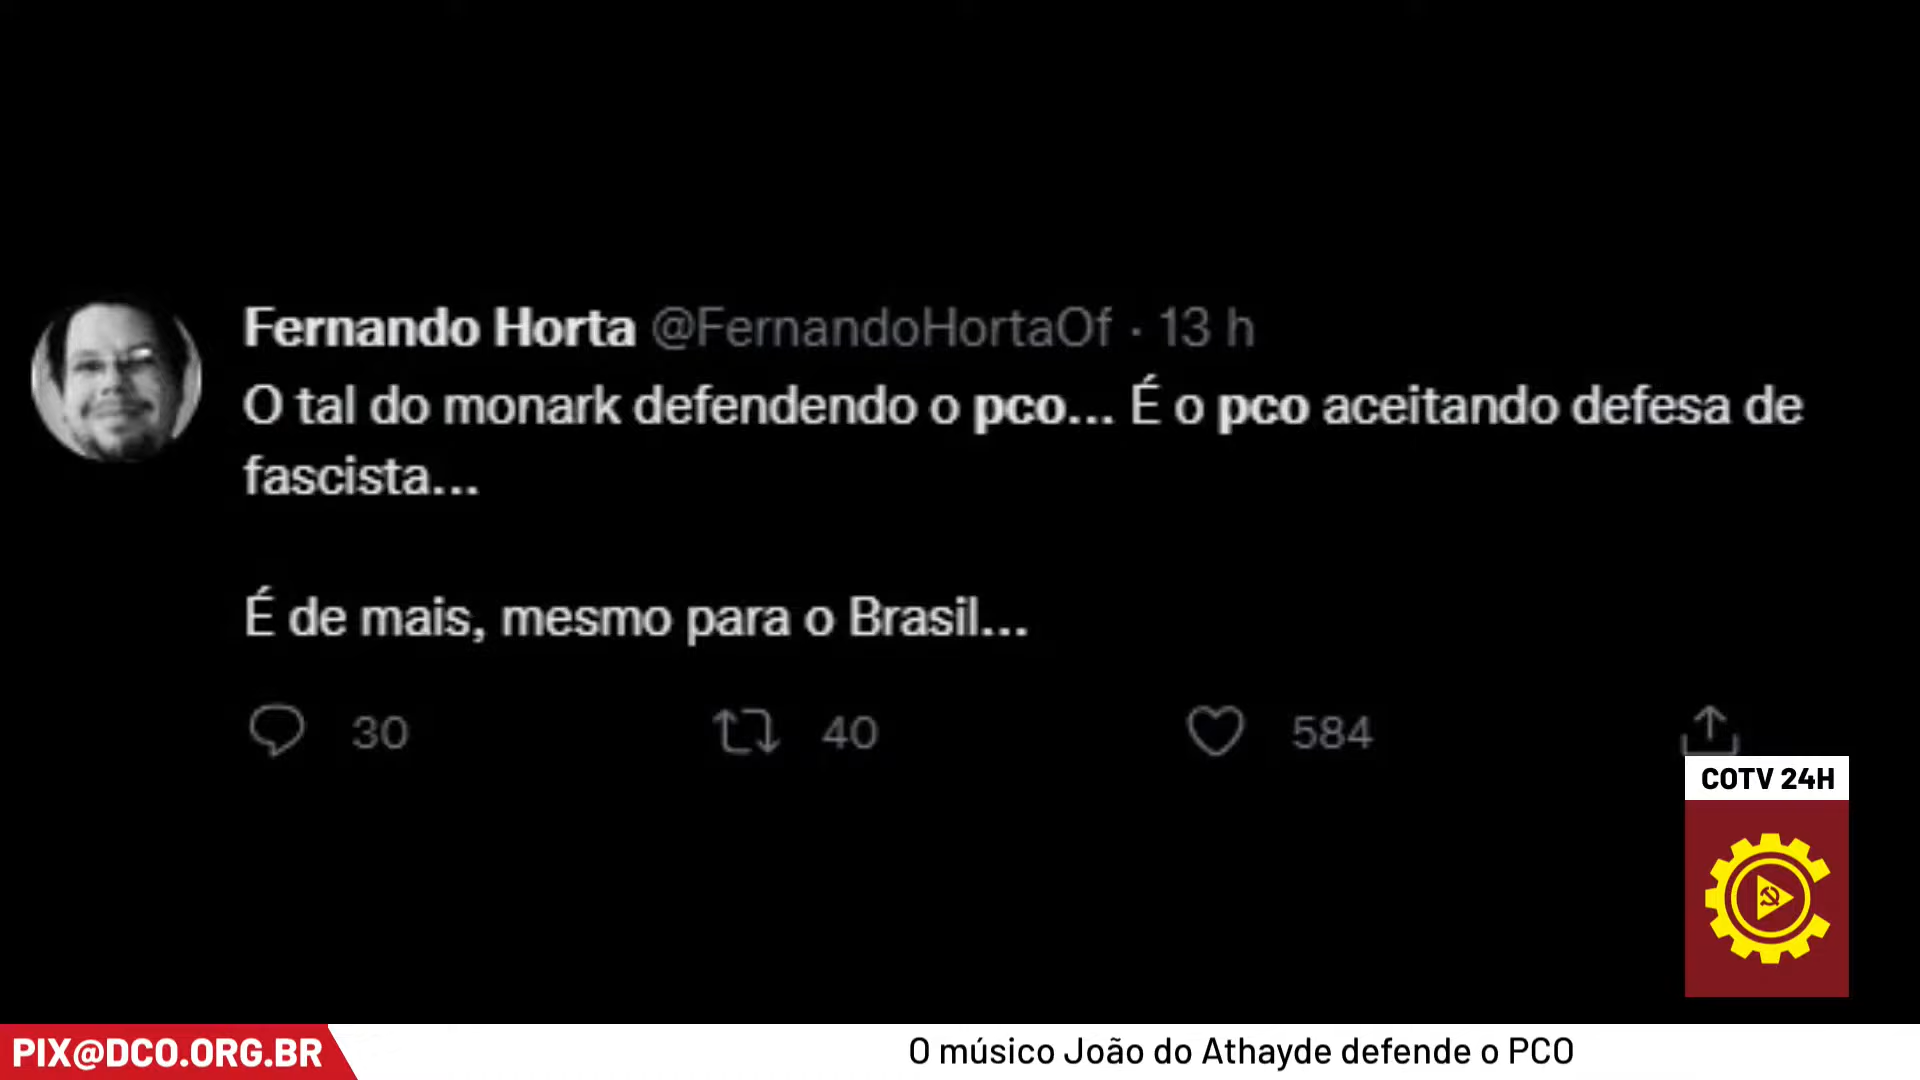 Fernando Horta @FernandoHortaOf · 13 h
O tal do monark defendendo o pco... É o pco aceitando defesa de
fascista...
É de mais, mesmo para o Brasil...
30 40 584
COTV 24H
PIX@DCO.ORG.BR
O músico João do Athayde defende o PCO